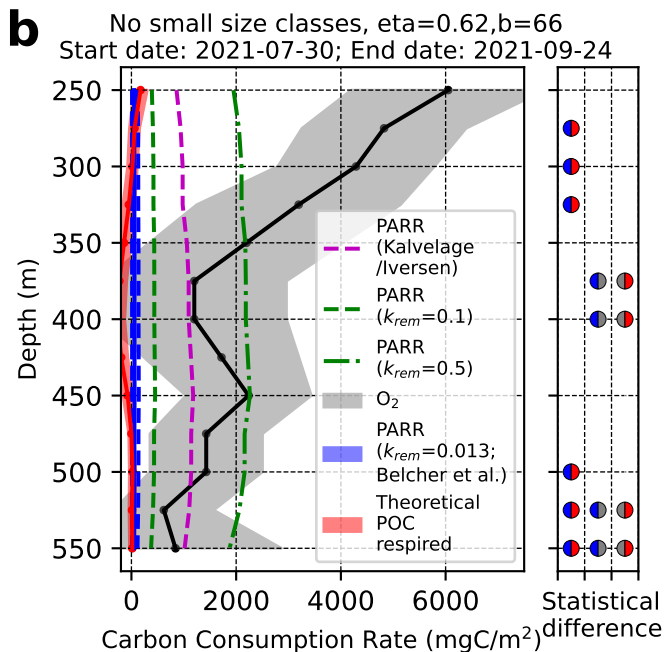 b
No small size classes, eta=0.62,b=66
Start date: 2021-07-30; End date: 2021-09-24
250
300
350
400
450
500
550
Depth (m)
PARR
(Kalvelage
/Iversen)
PARR
(k_rem=0.1)
PARR
(k_rem=0.5)
O₂
PARR
(k_rem=0.013;
Belcher et al.)
Theoretical
POC
respired
0 2000 4000 6000
Carbon Consumption Rate (mgC/m²)
Statistical
difference